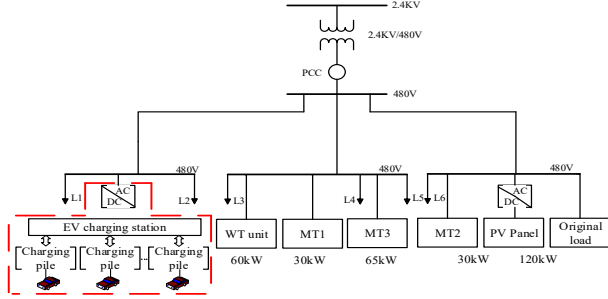 2.4KV
2.4KV/480V
PCC
480V
480V
480V
480V
L1
AC
DC
L2
L3
L4
L5
L6
AC
DC
EV charging station
WT unit
MT1
MT3
MT2
PV Panel
Original
load
Charging
pile
Charging
pile
...
Charging
pile
60kW
30kW
65kW
30kW
120kW